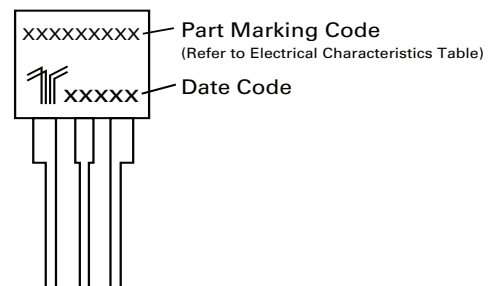 xxxxxxxxx Part Marking Code
(Refer to Electrical Characteristics Table)
xxxxx Date Code